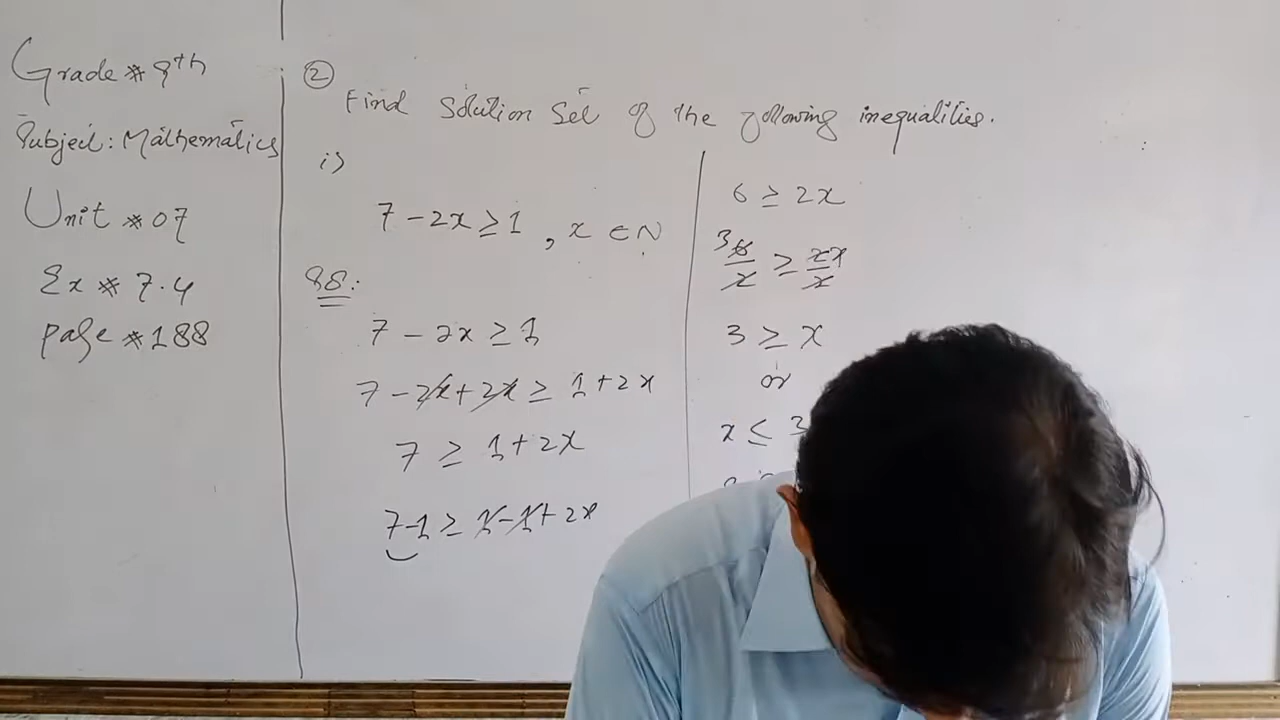 Grade # 9th
Subject: Mathematics
Unit # 07
Ex # 7.4
page # 188
②
Find Solution Set of the following inequalities.
i>
7 - 2x ≥ 1 , x ∈ N
7 - 2x ≥ 1
7 - 2x + 2x ≥ 1 + 2x
7 ≥ 1 + 2x
7 - 1 ≥ 1 - 1 + 2x
6 ≥ 2x
3 6/2 ≥ 2x/2
3 ≥ x
or
x ≤ 3